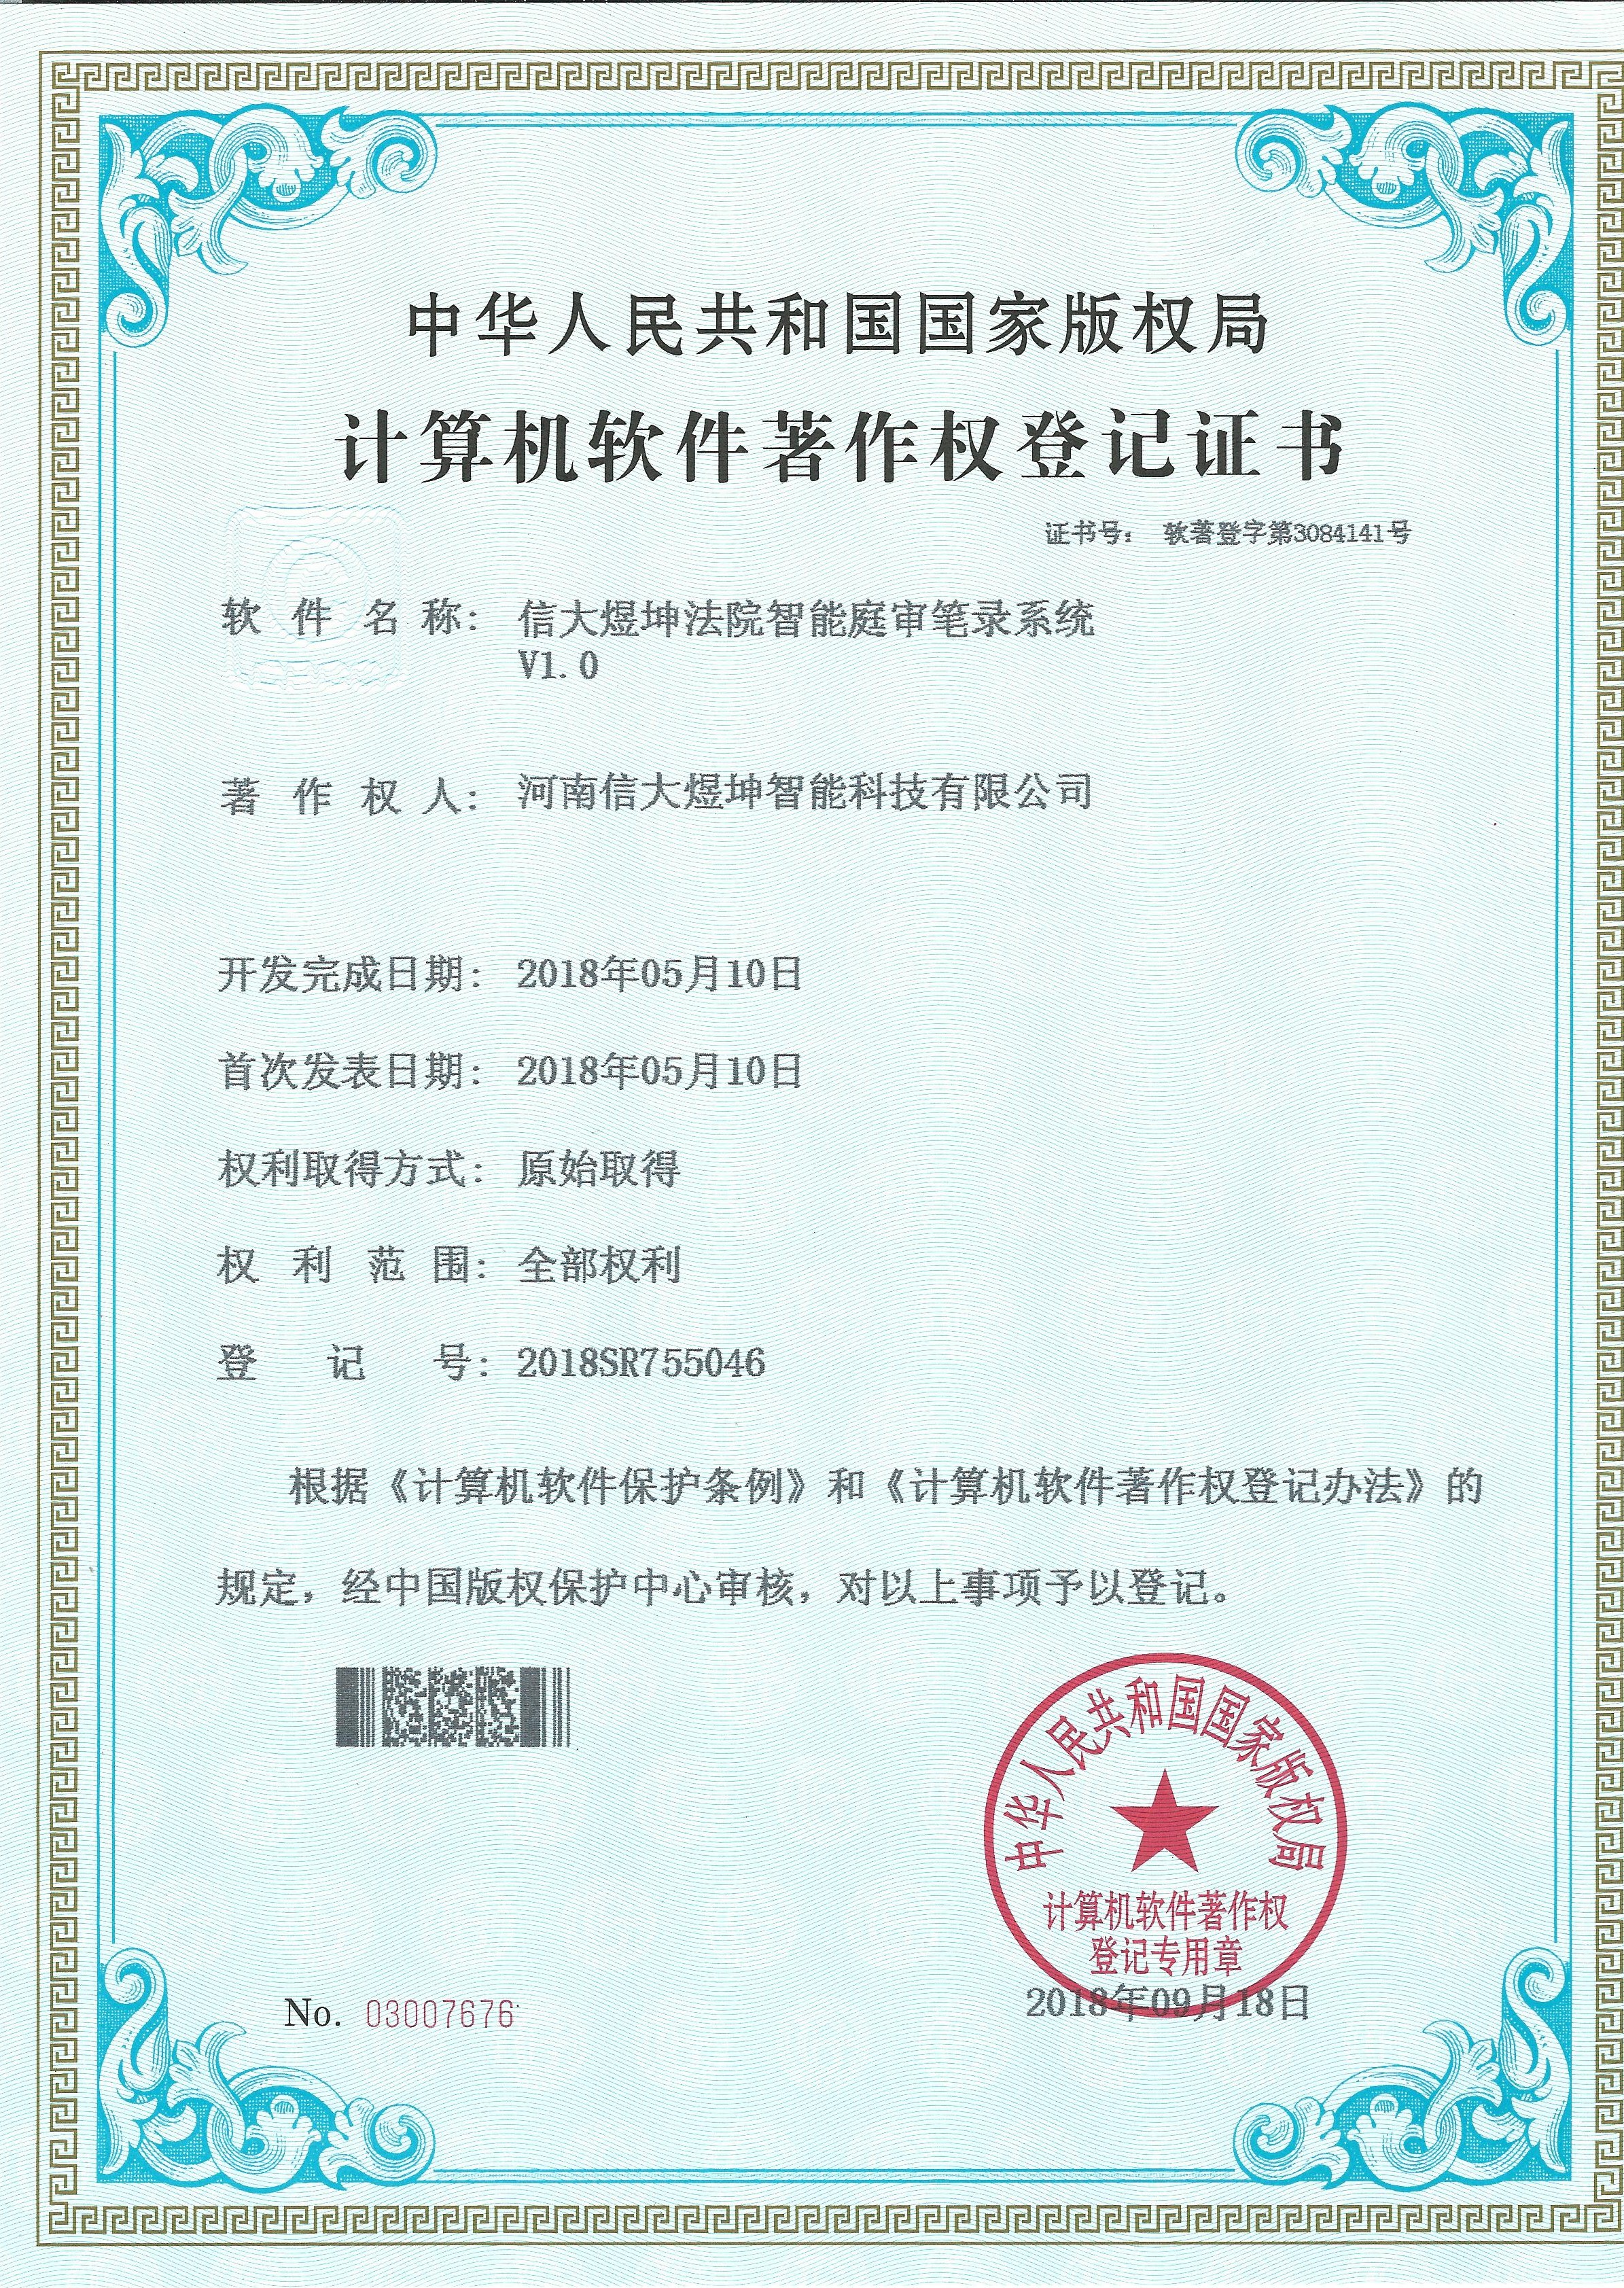 中华人民共和国国家版权局
计算机软件著作权登记证书
证书号： 软著登字第3084141号
软件名称： 信大煜坤法院智能庭审笔录系统
V1.0
著作权人： 河南信大煜坤智能科技有限公司
开发完成日期： 2018年05月10日
首次发表日期： 2018年05月10日
权利取得方式： 原始取得
权利范围： 全部权利
登记号： 2018SR755046
根据《计算机软件保护条例》和《计算机软件著作权登记办法》的
规定，经中国版权保护中心审核，对以上事项予以登记。
中华人民共和国国家版权局
计算机软件著作权
登记专用章
No. 03007676
2018年09月18日